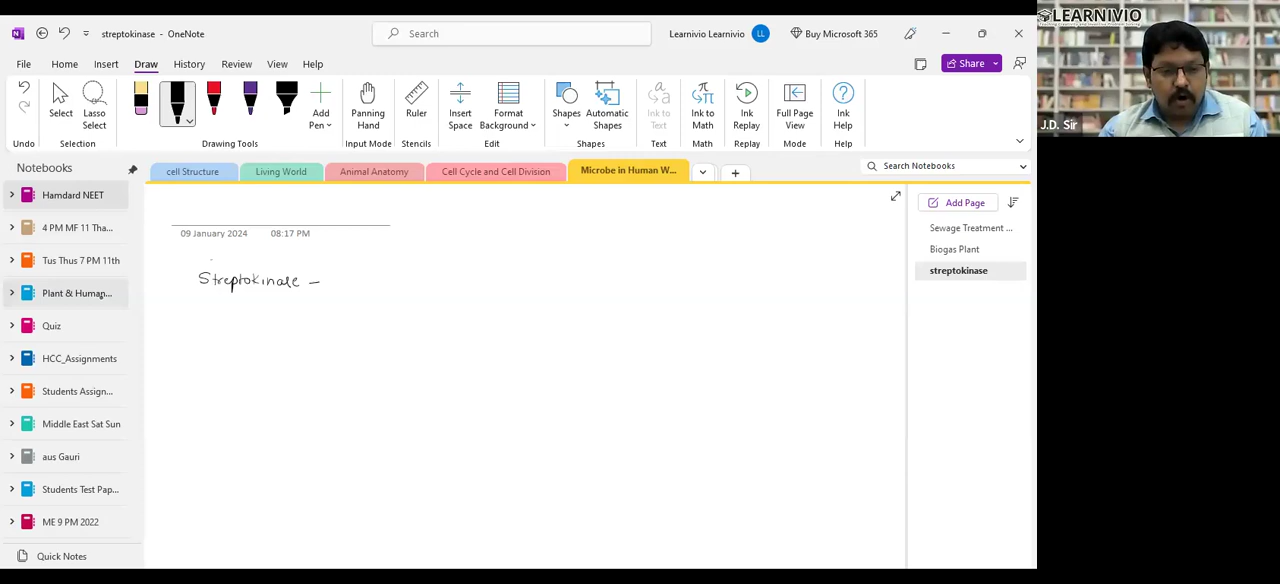 streptokinase - OneNote
Search
Learnivio Learnivio
LL
Buy Microsoft 365
LEARNIVIO
J.D. Sir
File
Home
Insert
Draw
History
Review
View
Help
Share
Select
Lasso Select
Add Pen
Panning Hand
Ruler
Insert Space
Format Background
Shapes
Automatic Shapes
Ink to Text
Ink to Math
Ink Replay
Full Page View
Ink Help
Undo
Selection
Drawing Tools
Input Mode
Stencils
Edit
Shapes
Text
Math
Replay
Mode
Help
Notebooks
cell Structure
Living World
Animal Anatomy
Cell Cycle and Cell Division
Microbe in Human W...
Search Notebooks
Hamdard NEET
4 PM MF 11 Tha...
Tus Thus 7 PM 11th
Plant & Human...
Quiz
HCC_Assignments
Students Assign...
Middle East Sat Sun
aus Gauri
Students Test Pap...
ME 9 PM 2022
Quick Notes
09 January 2024 08:17 PM
Streptokinase –
Add Page
Sewage Treatment ...
Biogas Plant
streptokinase